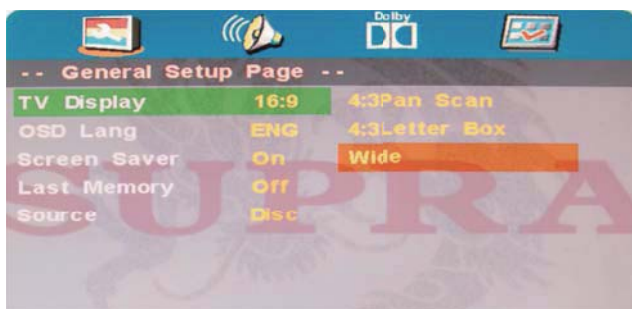 Dolby
-- General Setup Page --
TV Display 16:9 4:3Pan Scan
OSD Lang ENG 4:3Letter Box
Screen Saver On Wide
Last Memory Off
Source Disc
SUPRA